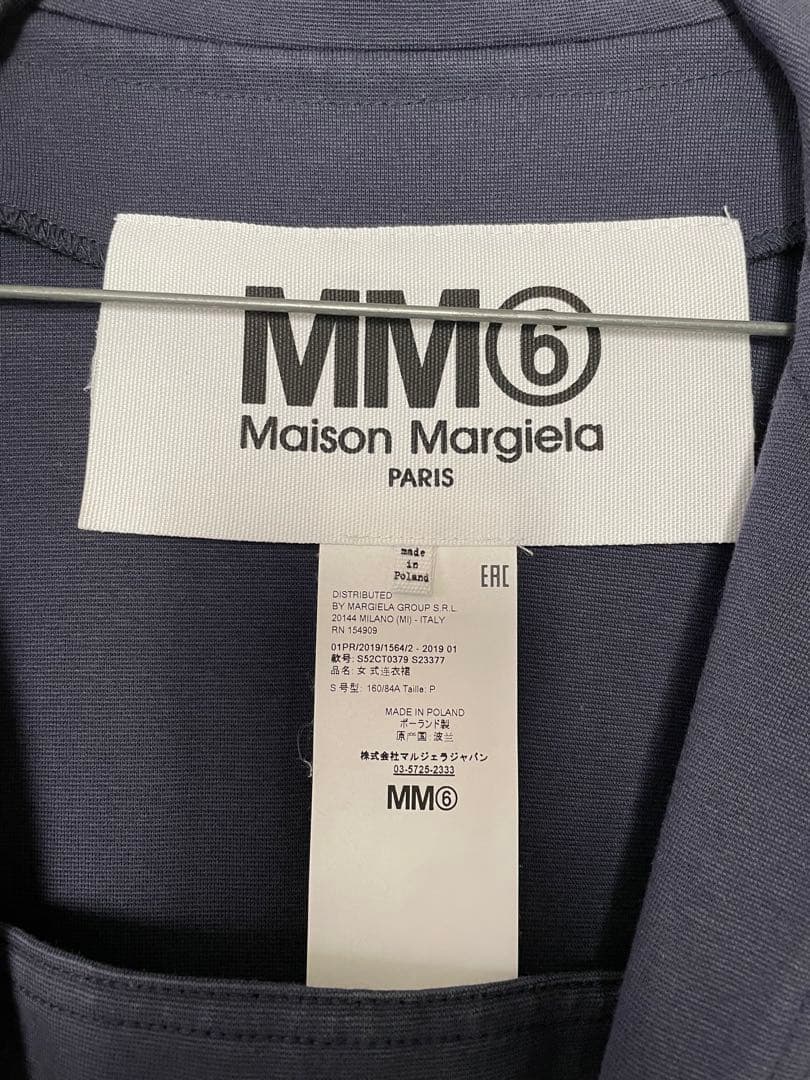 MM⑥
Maison Margiela
PARIS
made
in
Poland
EAC
DISTRIBUTED
BY MARGIELA GROUP S.R.L.
20144 MILANO (MI) - ITALY
RN 154909
01PR/2019/1564/2 - 2019 01
款号: S52CT0379 S23377
品名: 女 式连衣裙
S 号型: 160/84A Taille: P
MADE IN POLAND
ポーランド製
原产国: 波兰
株式会社マルジェラジャパン
03-5725-2333
MM⑥